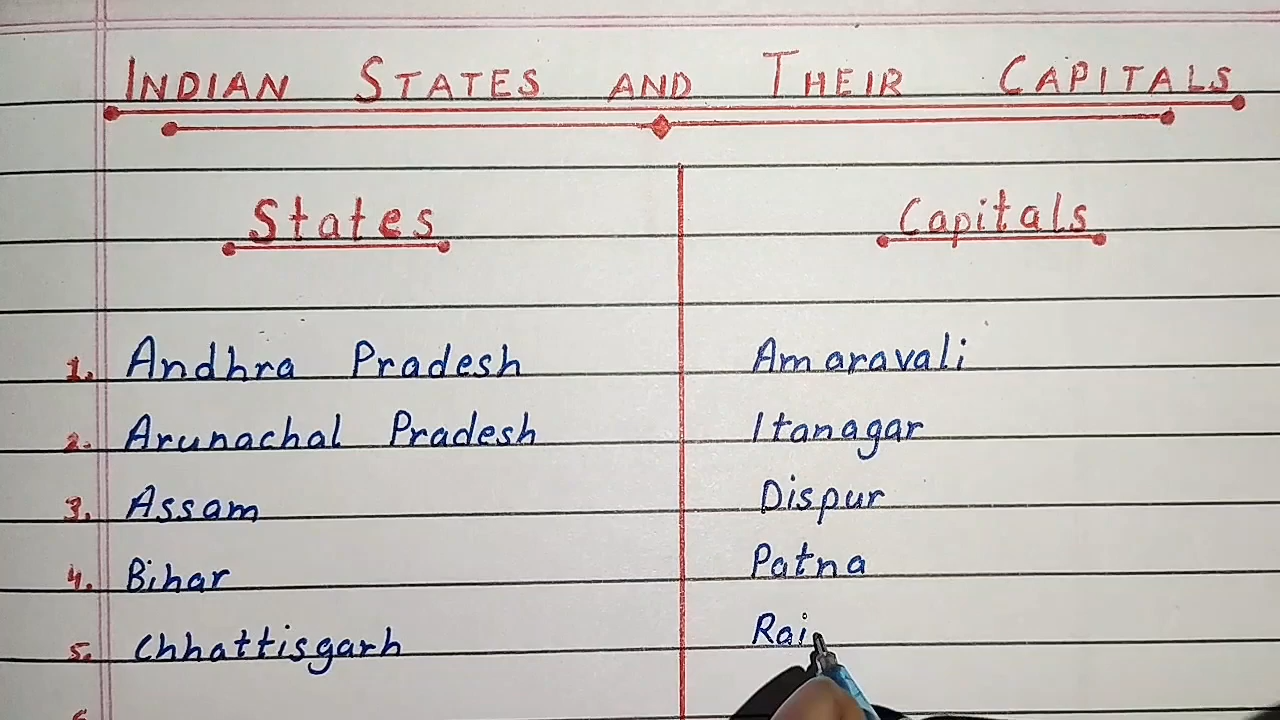 INDIAN STATES AND THEIR CAPITALS
States Capitals
1. Andhra Pradesh Amaravali
2. Arunachal Pradesh Itanagar
3. Assam Dispur
4. Bihar Patna
5. Chhattisgarh Rai